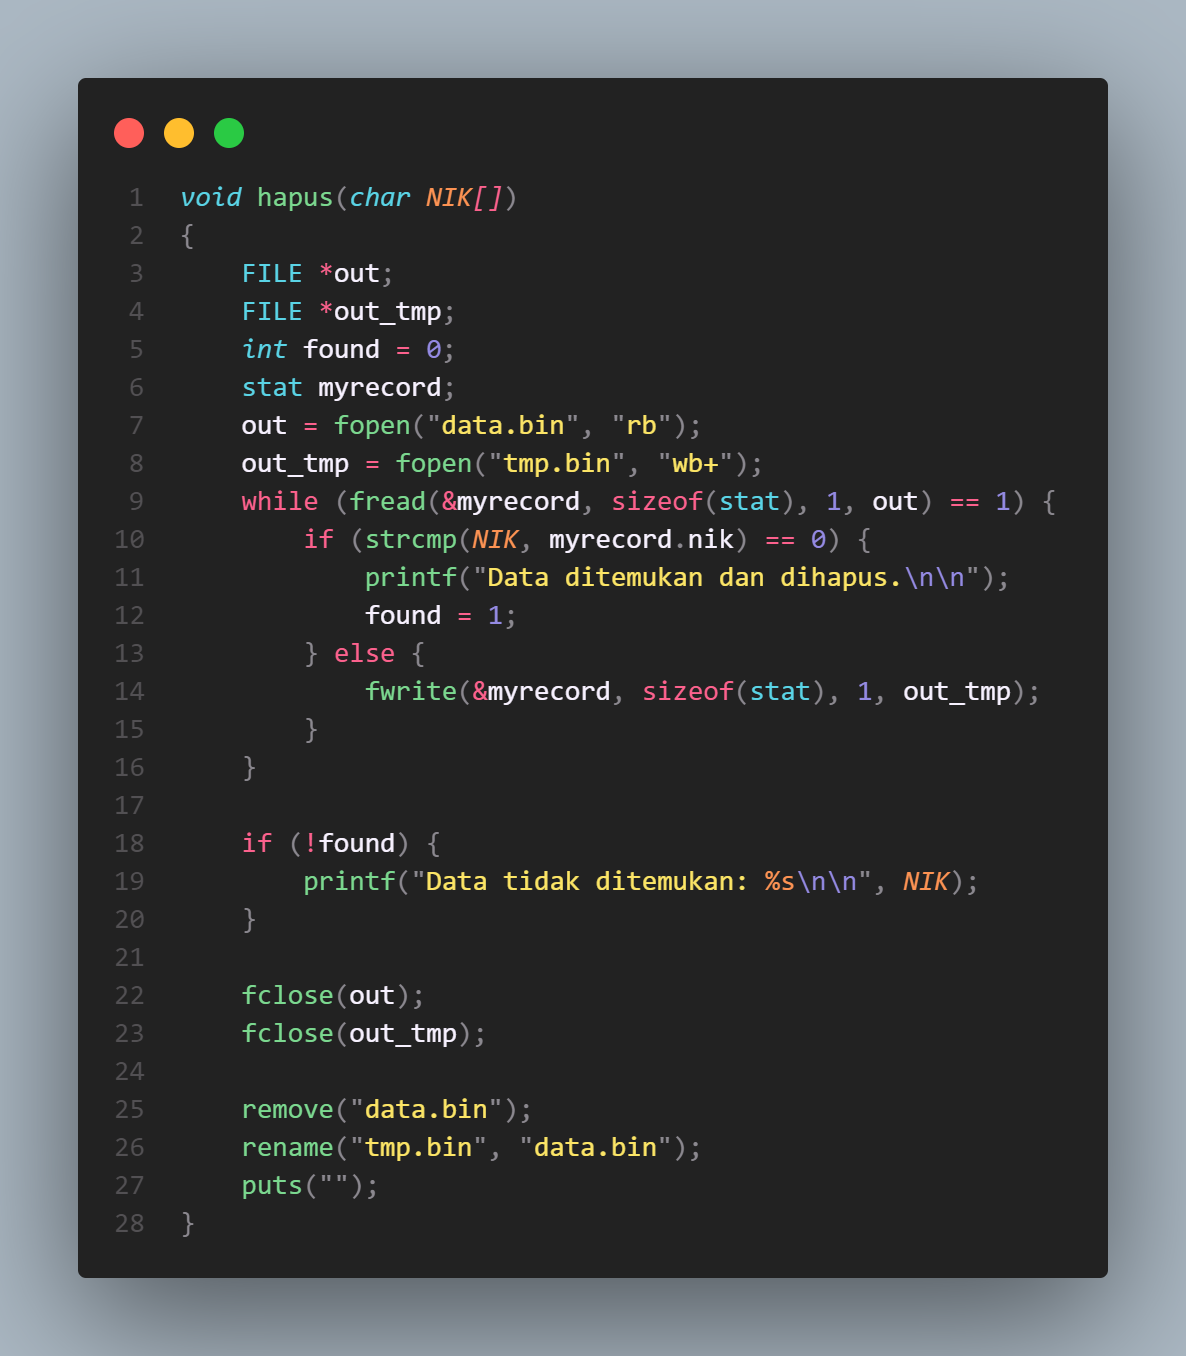 1 void hapus(char NIK[])
2 {
3     FILE *out;
4     FILE *out_tmp;
5     int found = 0;
6     stat myrecord;
7     out = fopen("data.bin", "rb");
8     out_tmp = fopen("tmp.bin", "wb+");
9     while (fread(&myrecord, sizeof(stat), 1, out) == 1) {
10         if (strcmp(NIK, myrecord.nik) == 0) {
11             printf("Data ditemukan dan dihapus.\n\n");
12             found = 1;
13         } else {
14             fwrite(&myrecord, sizeof(stat), 1, out_tmp);
15         }
16     }
17
18     if (!found) {
19         printf("Data tidak ditemukan: %s\n\n", NIK);
20     }
21
22     fclose(out);
23     fclose(out_tmp);
24
25     remove("data.bin");
26     rename("tmp.bin", "data.bin");
27     puts("");
28 }